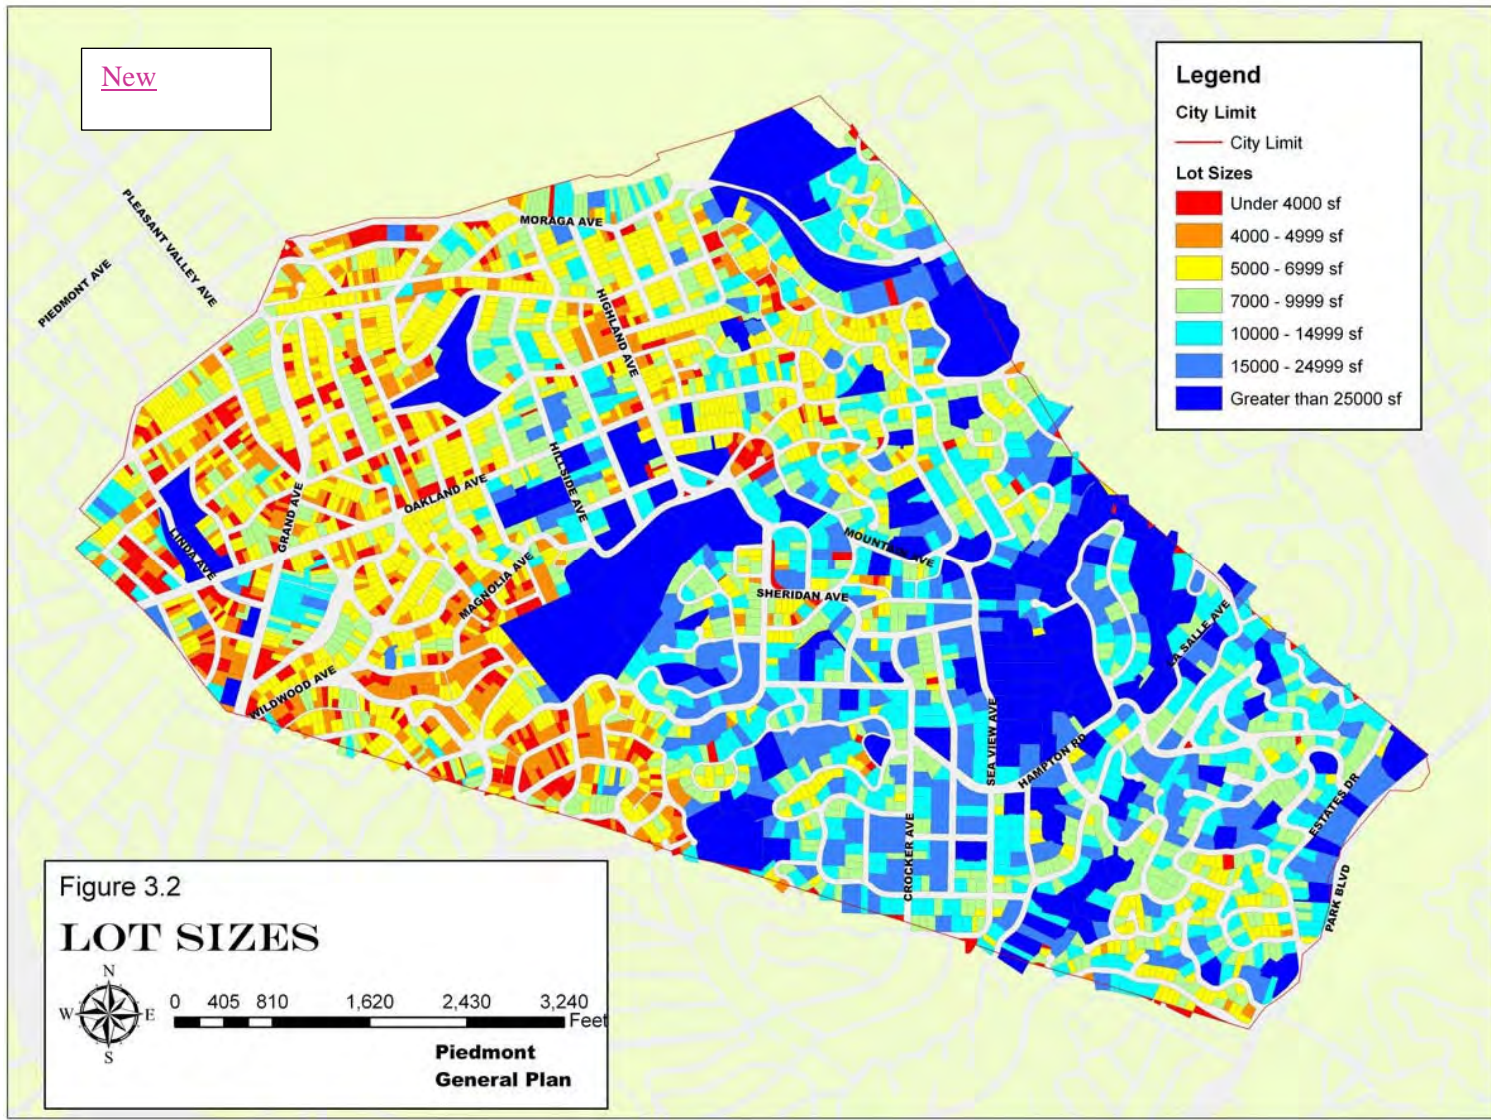 New
Legend
City Limit
City Limit
Lot Sizes
Under 4000 sf
4000 - 4999 sf
5000 - 6999 sf
7000 - 9999 sf
10000 - 14999 sf
15000 - 24999 sf
Greater than 25000 sf
PLEASANT VALLEY AVE
PIEDMONT AVE
MORAGA AVE
HIGHLAND AVE
HILLSIDE AVE
OAKLAND AVE
GRAND AVE
LINDA AVE
MAGNOLIA AVE
MOUNTAIN AVE
SHERIDAN AVE
WILDWOOD AVE
LA SALLE AVE
SEA VIEW AVE
HAMPTON RD
CROCKER AVE
ESTATES DR
PARK BLVD
Figure 3.2
LOT SIZES
N
W E
S
0 405 810 1,620 2,430 3,240
Feet
Piedmont
General Plan